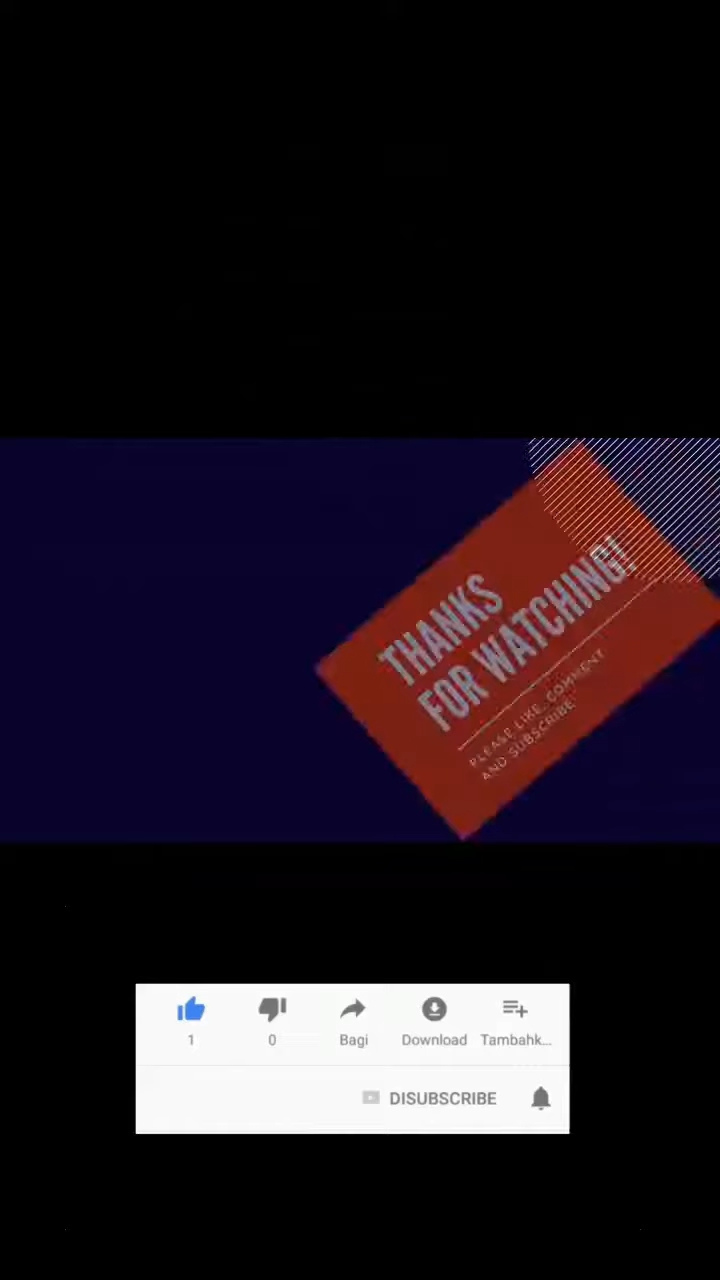 THANKS
FOR WATCHING!
PLEASE LIKE, COMMENT
AND SUBSCRIBE
1 0 Bagi Download Tambahk...
DISUBSCRIBE